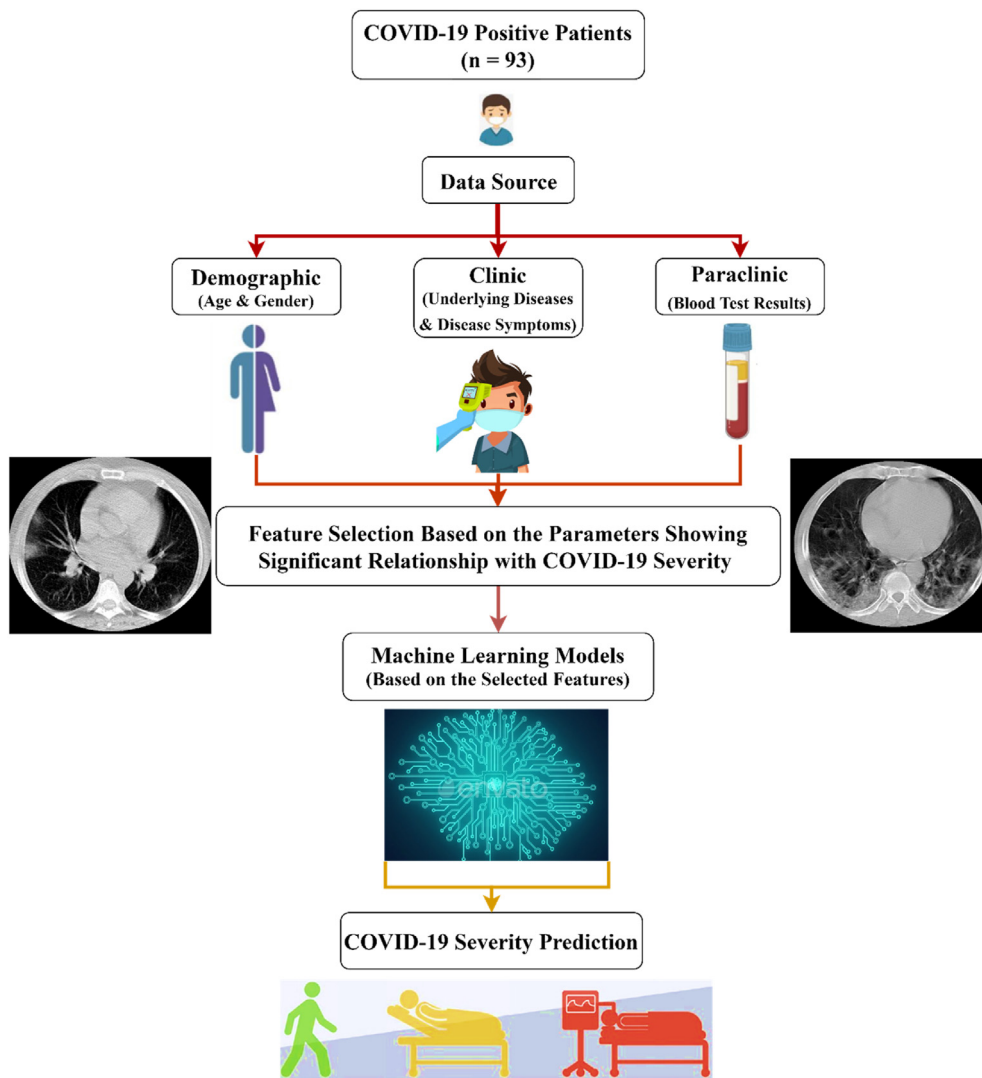 COVID-19 Positive Patients
(n = 93)
Data Source
Demographic
(Age & Gender)
Clinic
(Underlying Diseases
& Disease Symptoms)
Paraclinic
(Blood Test Results)
Feature Selection Based on the Parameters Showing
Significant Relationship with COVID-19 Severity
Machine Learning Models
(Based on the Selected Features)
envato
COVID-19 Severity Prediction